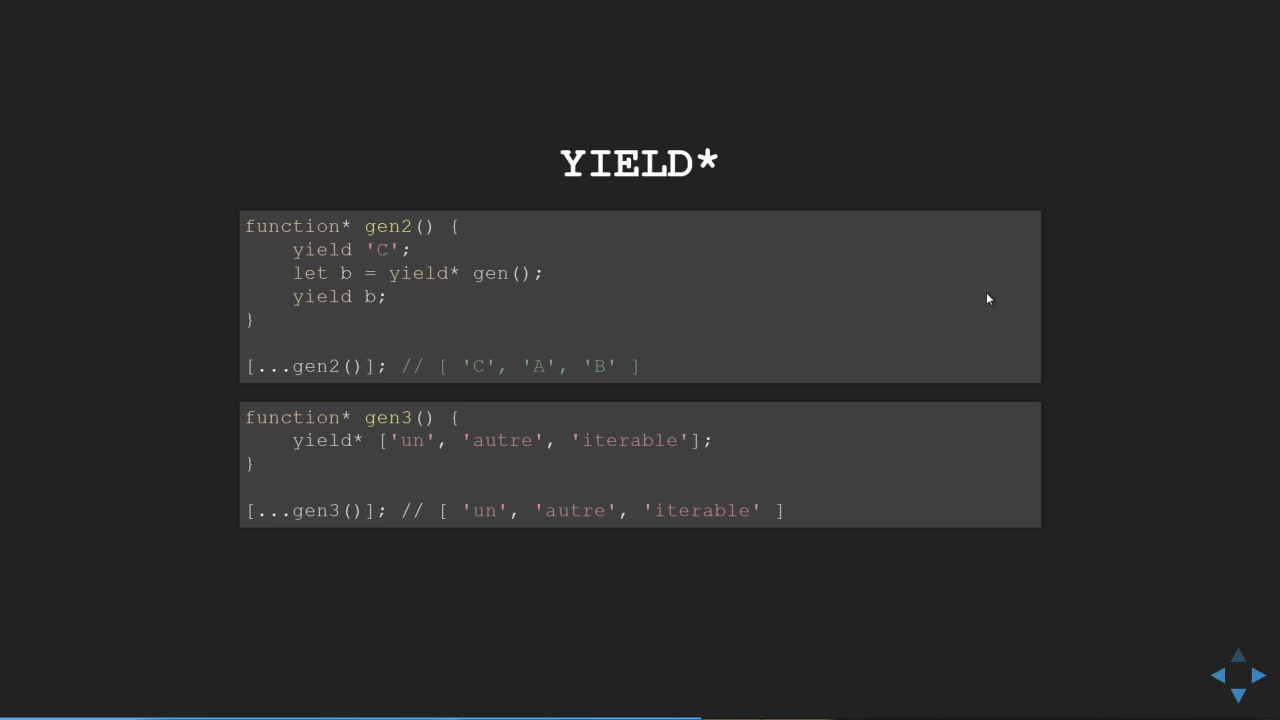 YIELD*
function* gen2() {
    yield 'C';
    let b = yield* gen();
    yield b;
}
[...gen2()]; // [ 'C', 'A', 'B' ]
function* gen3() {
    yield* ['un', 'autre', 'iterable'];
}
[...gen3()]; // [ 'un', 'autre', 'iterable' ]